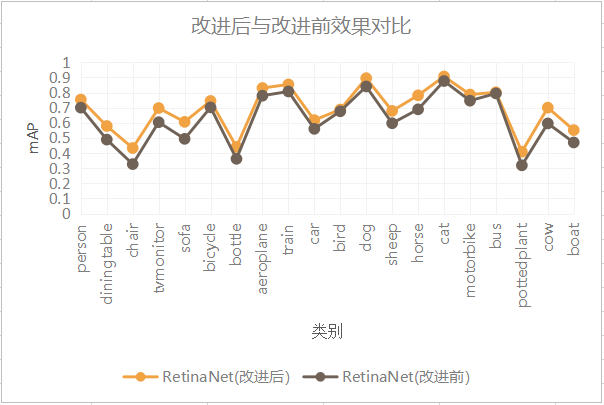 改进后与改进前效果对比
1
0.9
0.8
0.7
0.6
0.5
0.4
0.3
0.2
0.1
0
mAP
person
diningtable
chair
tvmonitor
sofa
bicycle
bottle
aeroplane
train
car
bird
dog
sheep
horse
cat
motorbike
bus
pottedplant
cow
boat
类别
RetinaNet(改进后)
RetinaNet(改进前)